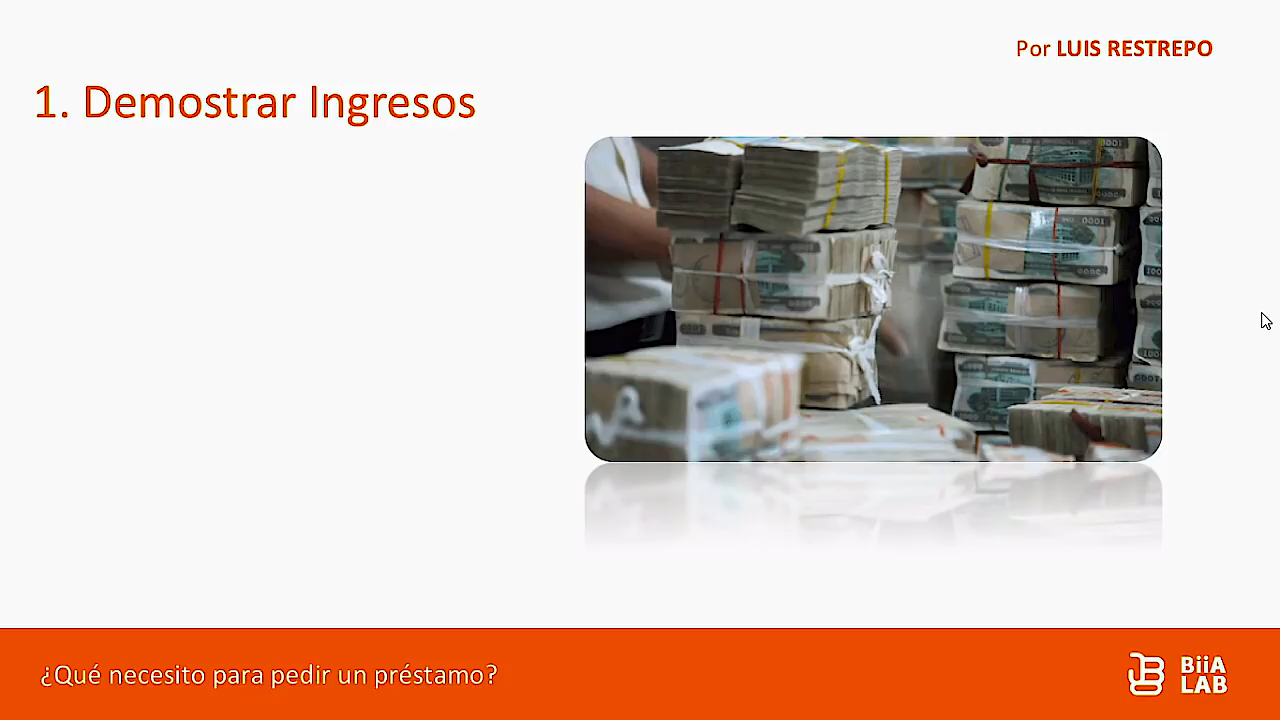 Por LUIS RESTREPO
1. Demostrar Ingresos
¿Qué necesito para pedir un préstamo?
BiiA
LAB